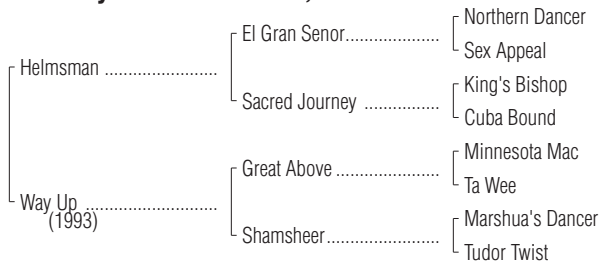 El Gran Senor
Northern Dancer
Sex Appeal
Helmsman
Sacred Journey
King's Bishop
Cuba Bound
Great Above
Minnesota Mac
Ta Wee
Way Up
(1993)
Shamsheer
Marshua's Dancer
Tudor Twist